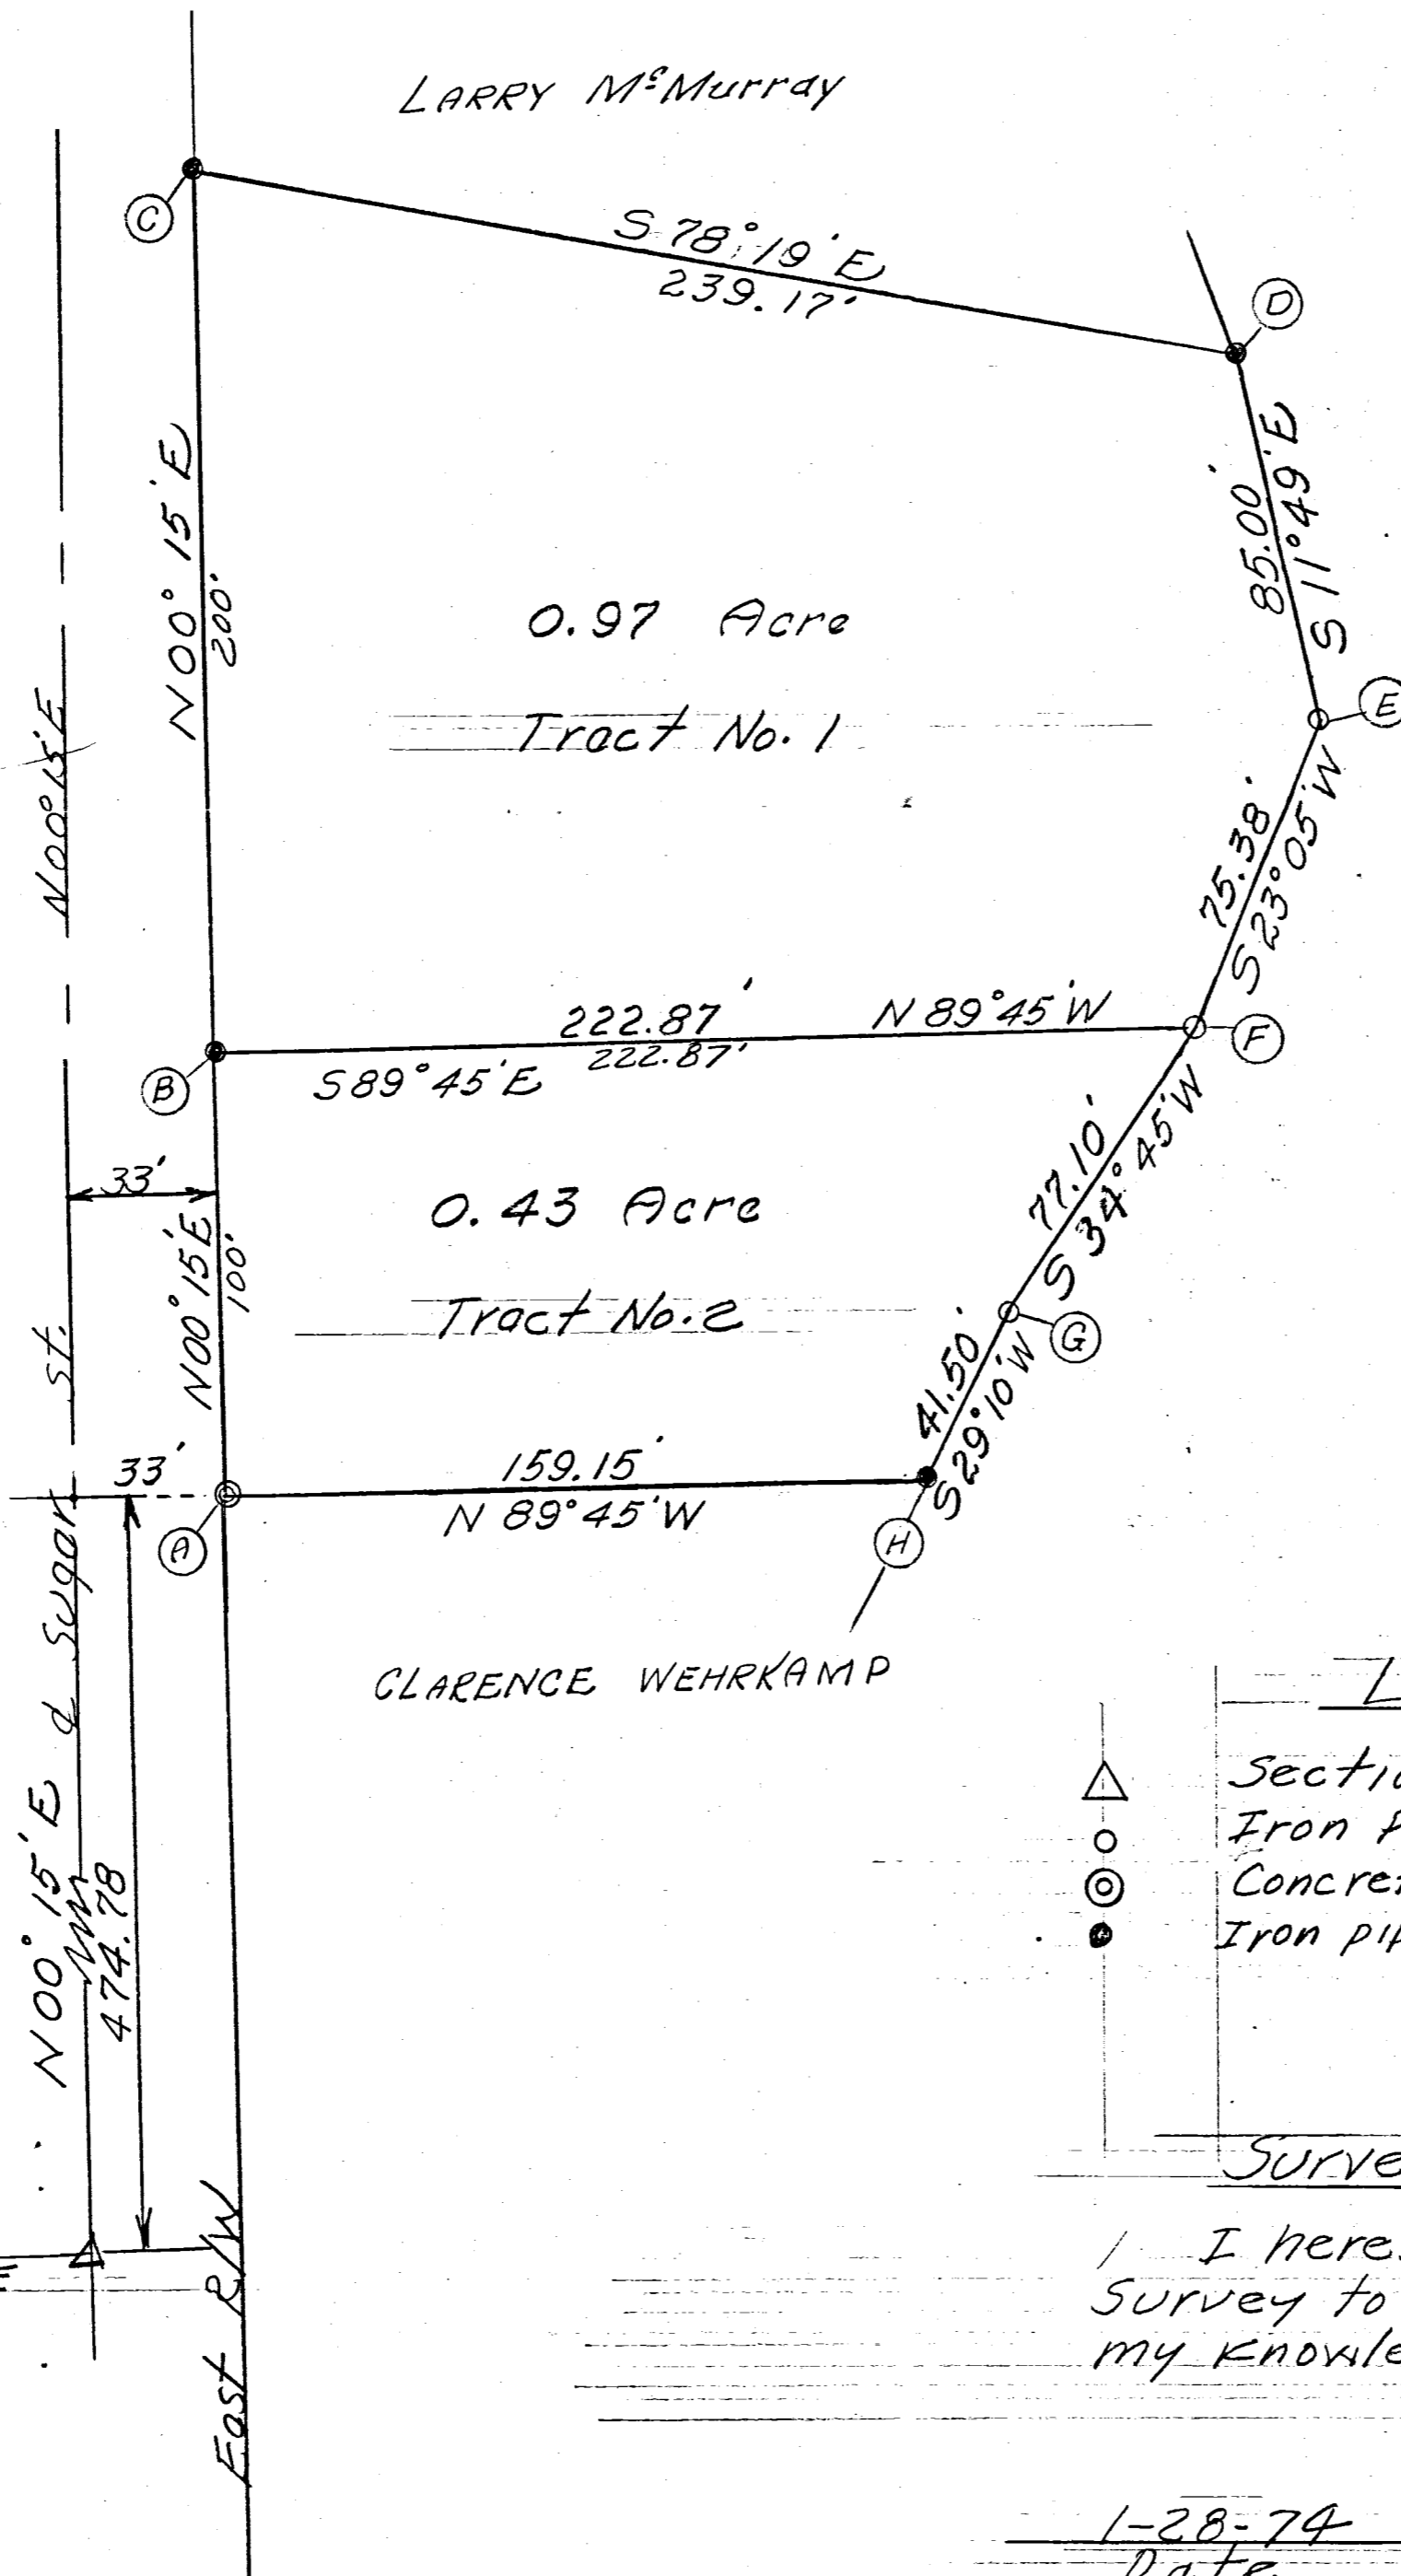 LARRY McMurray
C
S 78°19'E
239.17'
D
N00° 15'E
200'
85.00'
S 11°49'E
0.97 Acre
E
Tract No. 1
N00°15'E
75.38'
S 23°05'W
222.87'
N 89°45'W
F
B
S89°45'E
222.87'
33'
77.10'
S 34°45'W
0.43 Acre
N00°15'E
100'
Tract No. 2
G
41.50'
S29°10'W
33'
159.15'
N 89°45'W
A
H
CLARENCE WEHRKAMP
N00°15'E ₵ Sugar St.
474.78
East R/W
L
Section
Iron P
Concre
Iron pip
Surve
I here
Survey to
my Knowle
1-28-74
Date